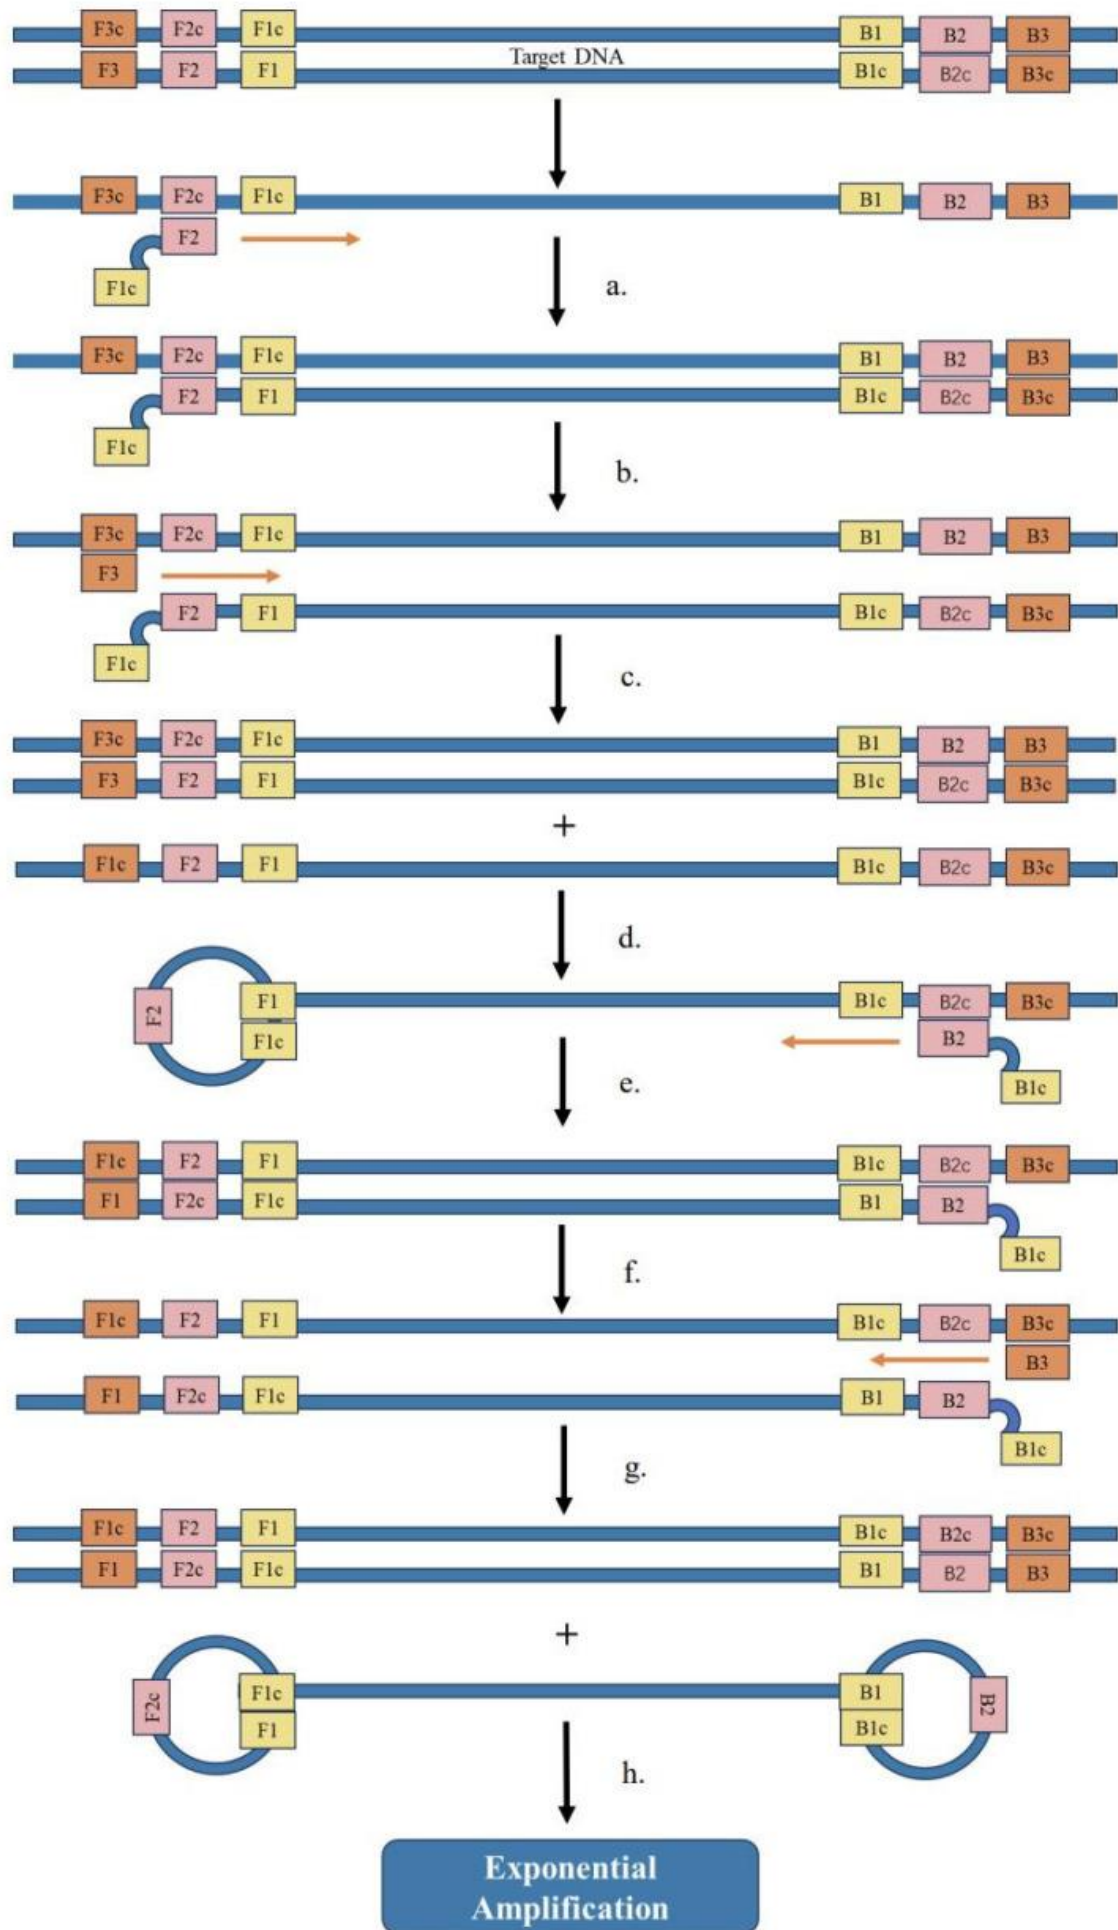 F3c F2c F1c B1 B2 B3
Target DNA
F3 F2 F1 B1c B2c B3c
F3c F2c F1c B1 B2 B3
F2
F1c
a.
F3c F2c F1c B1 B2 B3
F2 F1 B1c B2c B3c
F1c
b.
F3c F2c F1c B1 B2 B3
F3
F2 F1 B1c B2c B3c
F1c
c.
F3c F2c F1c B1 B2 B3
F3 F2 F1 B1c B2c B3c
+
F1c F2 F1 B1c B2c B3c
d.
F2 F1 B1c B2c B3c
F1c B2
B1c
e.
F1c F2 F1 B1c B2c B3c
F1 F2c F1c B1 B2
B1c
f.
F1c F2 F1 B1c B2c B3c
B3
F1 F2c F1c B1 B2
B1c
g.
F1c F2 F1 B1c B2c B3c
F1 F2c F1c B1 B2 B3
+
F2c F1c B1 B2
F1 B1c
h.
Exponential
Amplification